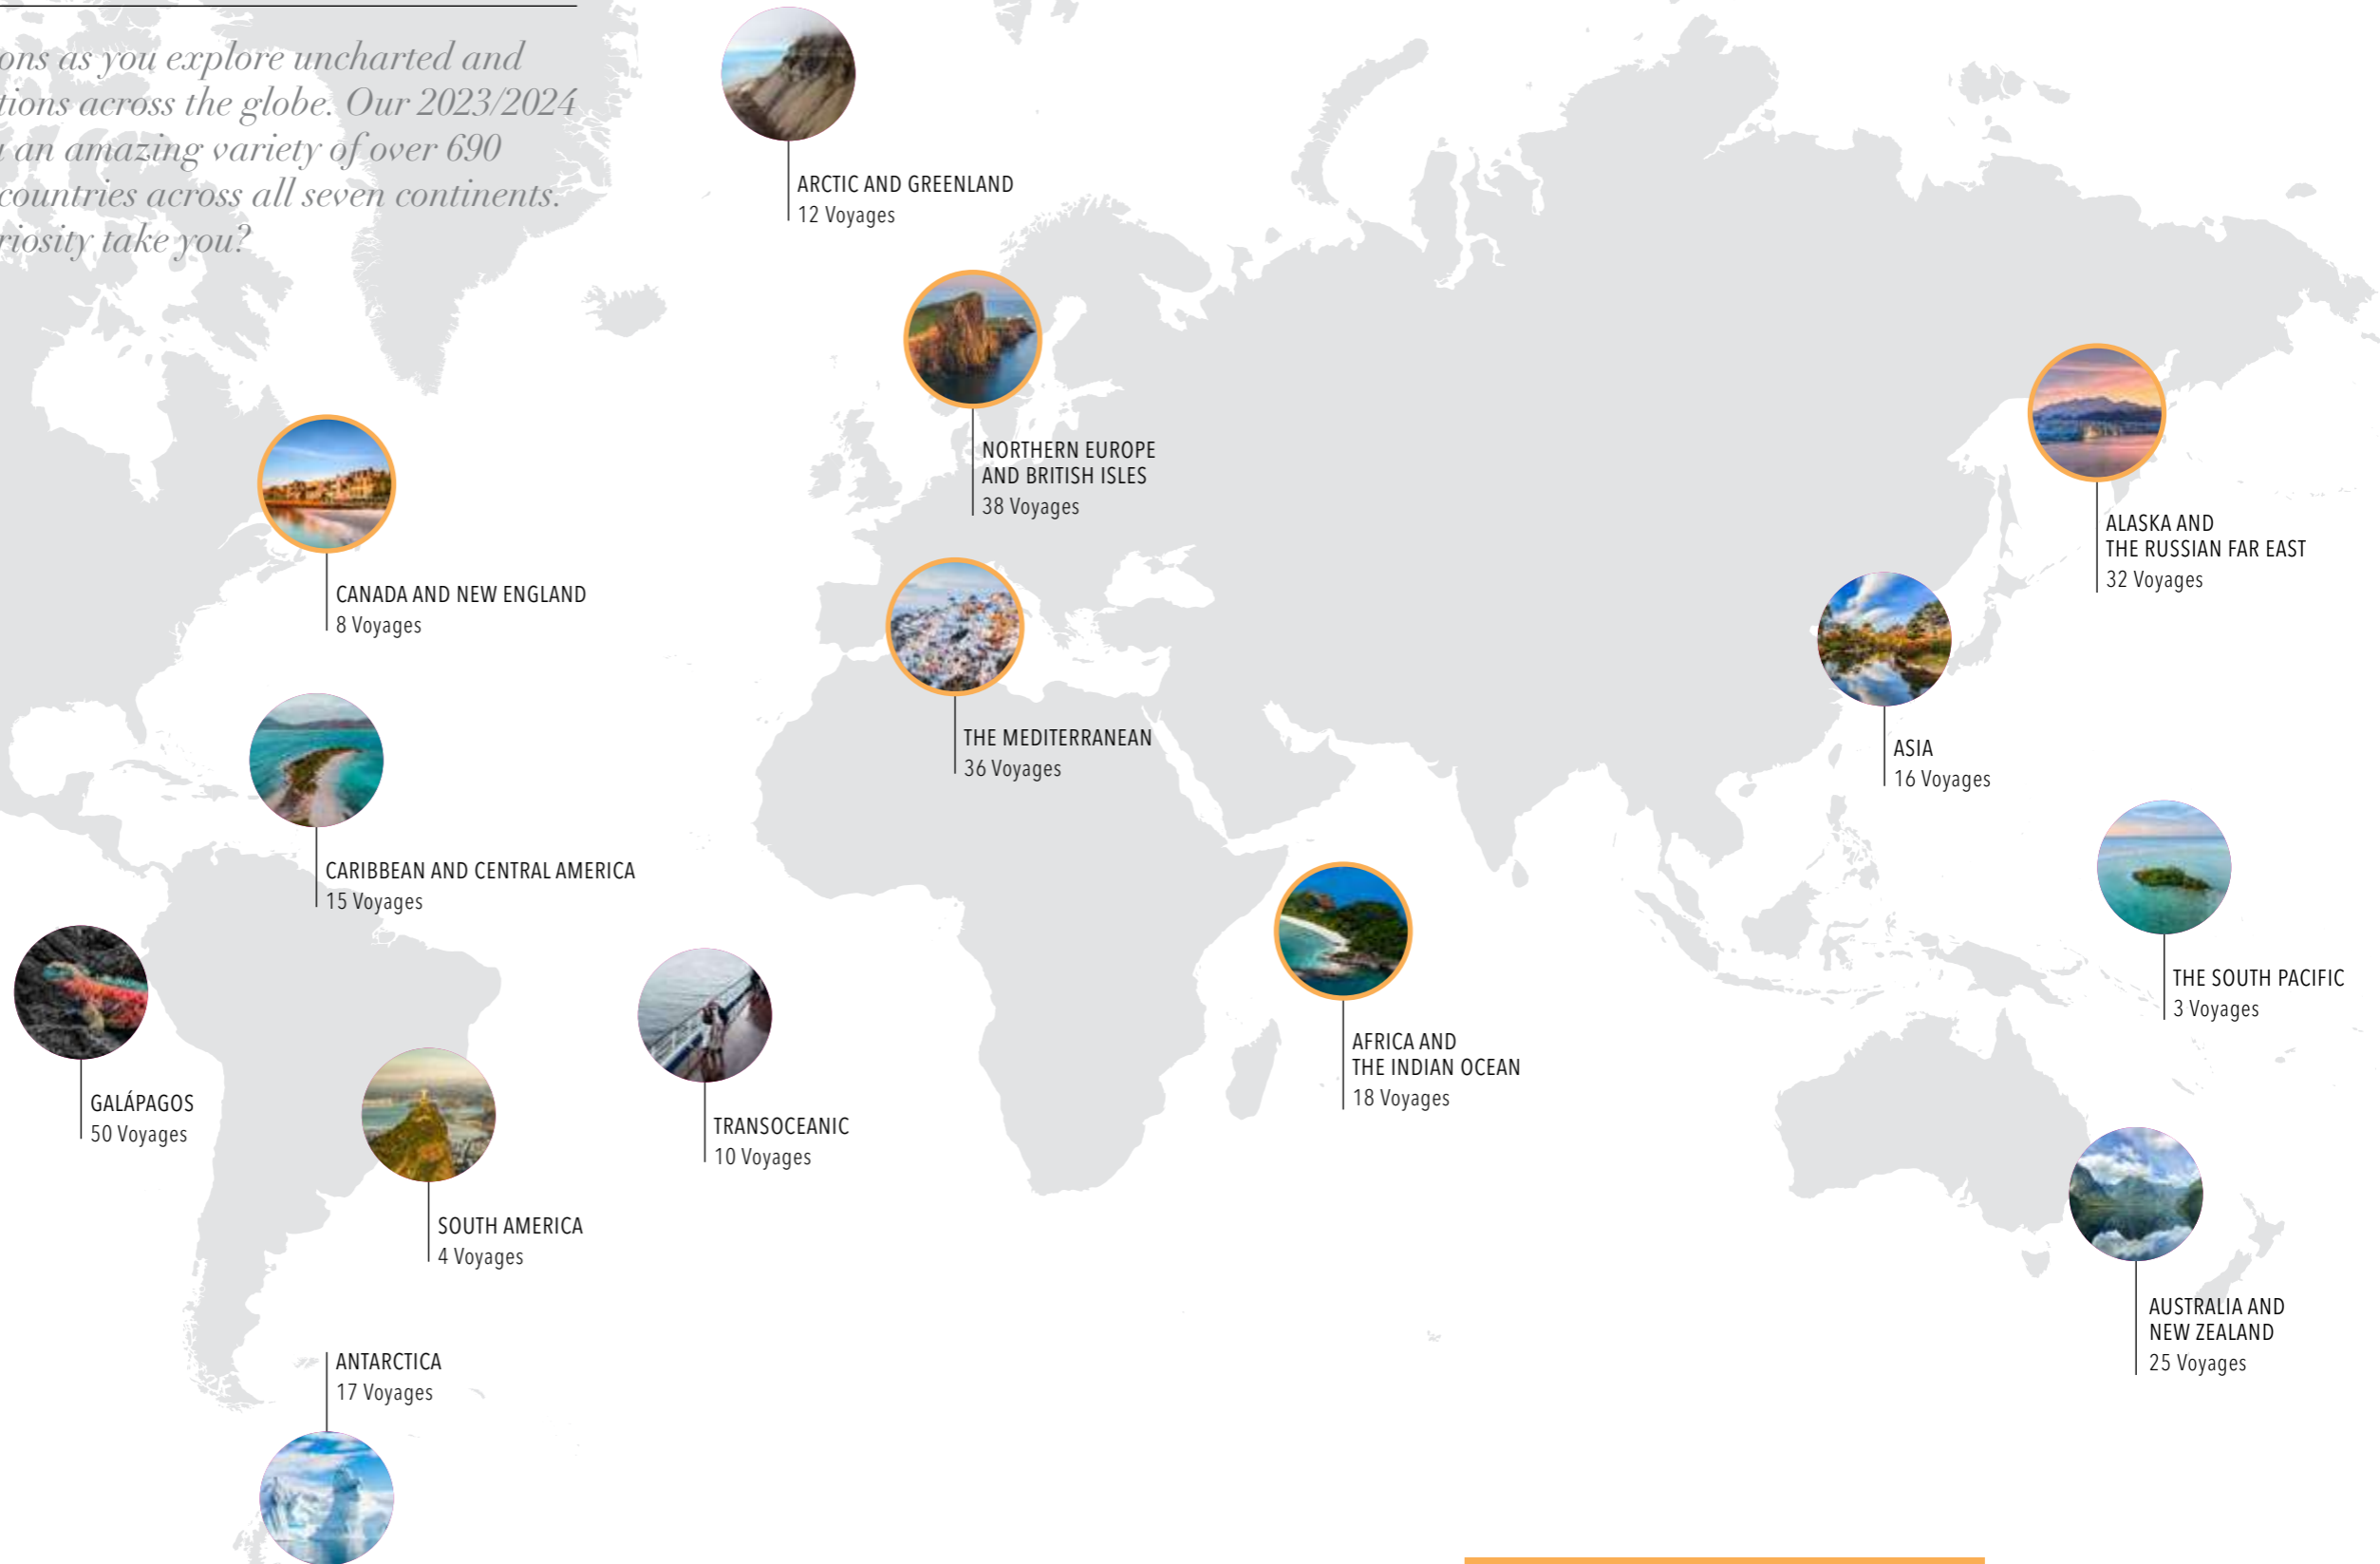 ons as you explore uncharted and
tions across the globe. Our 2023/2024
an amazing variety of over 690
countries across all seven continents.
riosity take you?
ARCTIC AND GREENLAND
12 Voyages
NORTHERN EUROPE
AND BRITISH ISLES
38 Voyages
ALASKA AND
THE RUSSIAN FAR EAST
32 Voyages
CANADA AND NEW ENGLAND
8 Voyages
THE MEDITERRANEAN
36 Voyages
ASIA
16 Voyages
CARIBBEAN AND CENTRAL AMERICA
15 Voyages
THE SOUTH PACIFIC
3 Voyages
AFRICA AND
THE INDIAN OCEAN
18 Voyages
GALÁPAGOS
50 Voyages
TRANSOCEANIC
10 Voyages
SOUTH AMERICA
4 Voyages
AUSTRALIA AND
NEW ZEALAND
25 Voyages
ANTARCTICA
17 Voyages